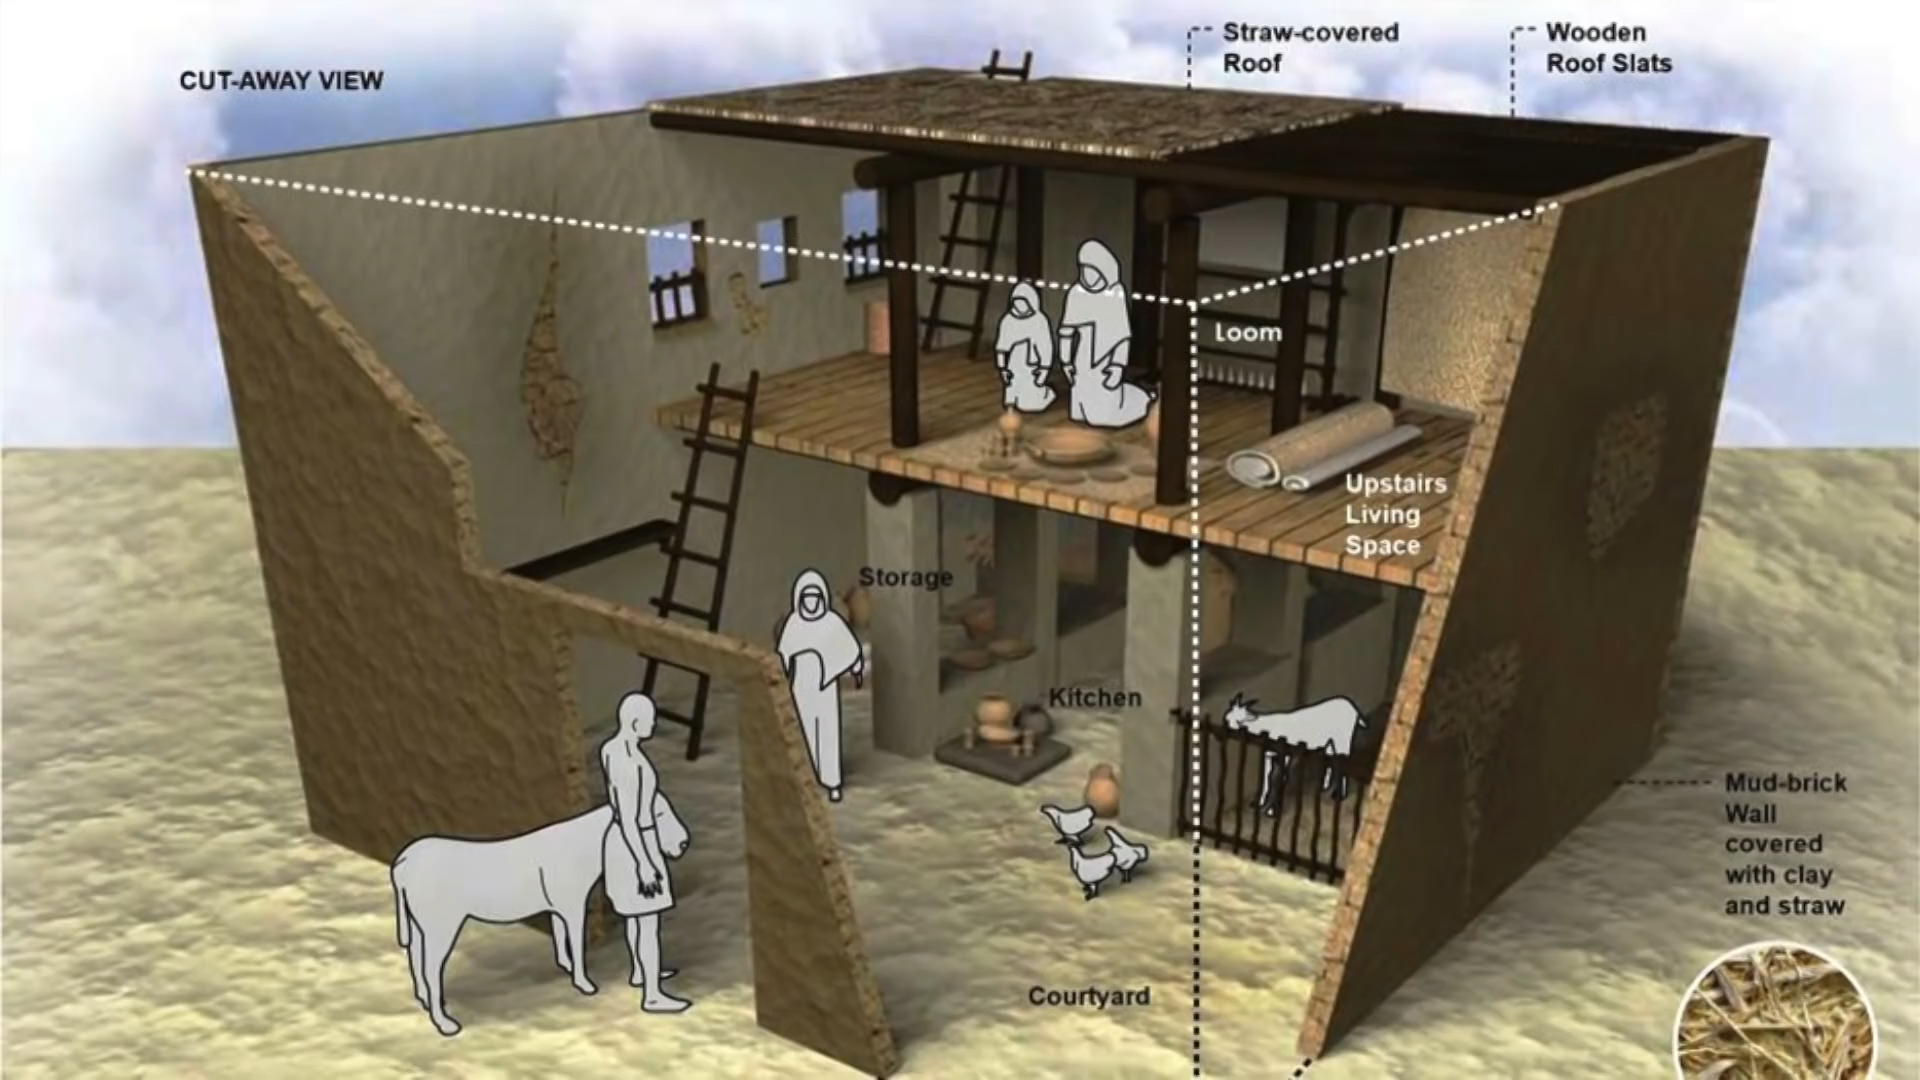 CUT-AWAY VIEW
Straw-covered
Roof
Wooden
Roof Slats
Loom
Upstairs
Living
Space
Storage
Kitchen
Mud-brick
Wall
covered
with clay
and straw
Courtyard